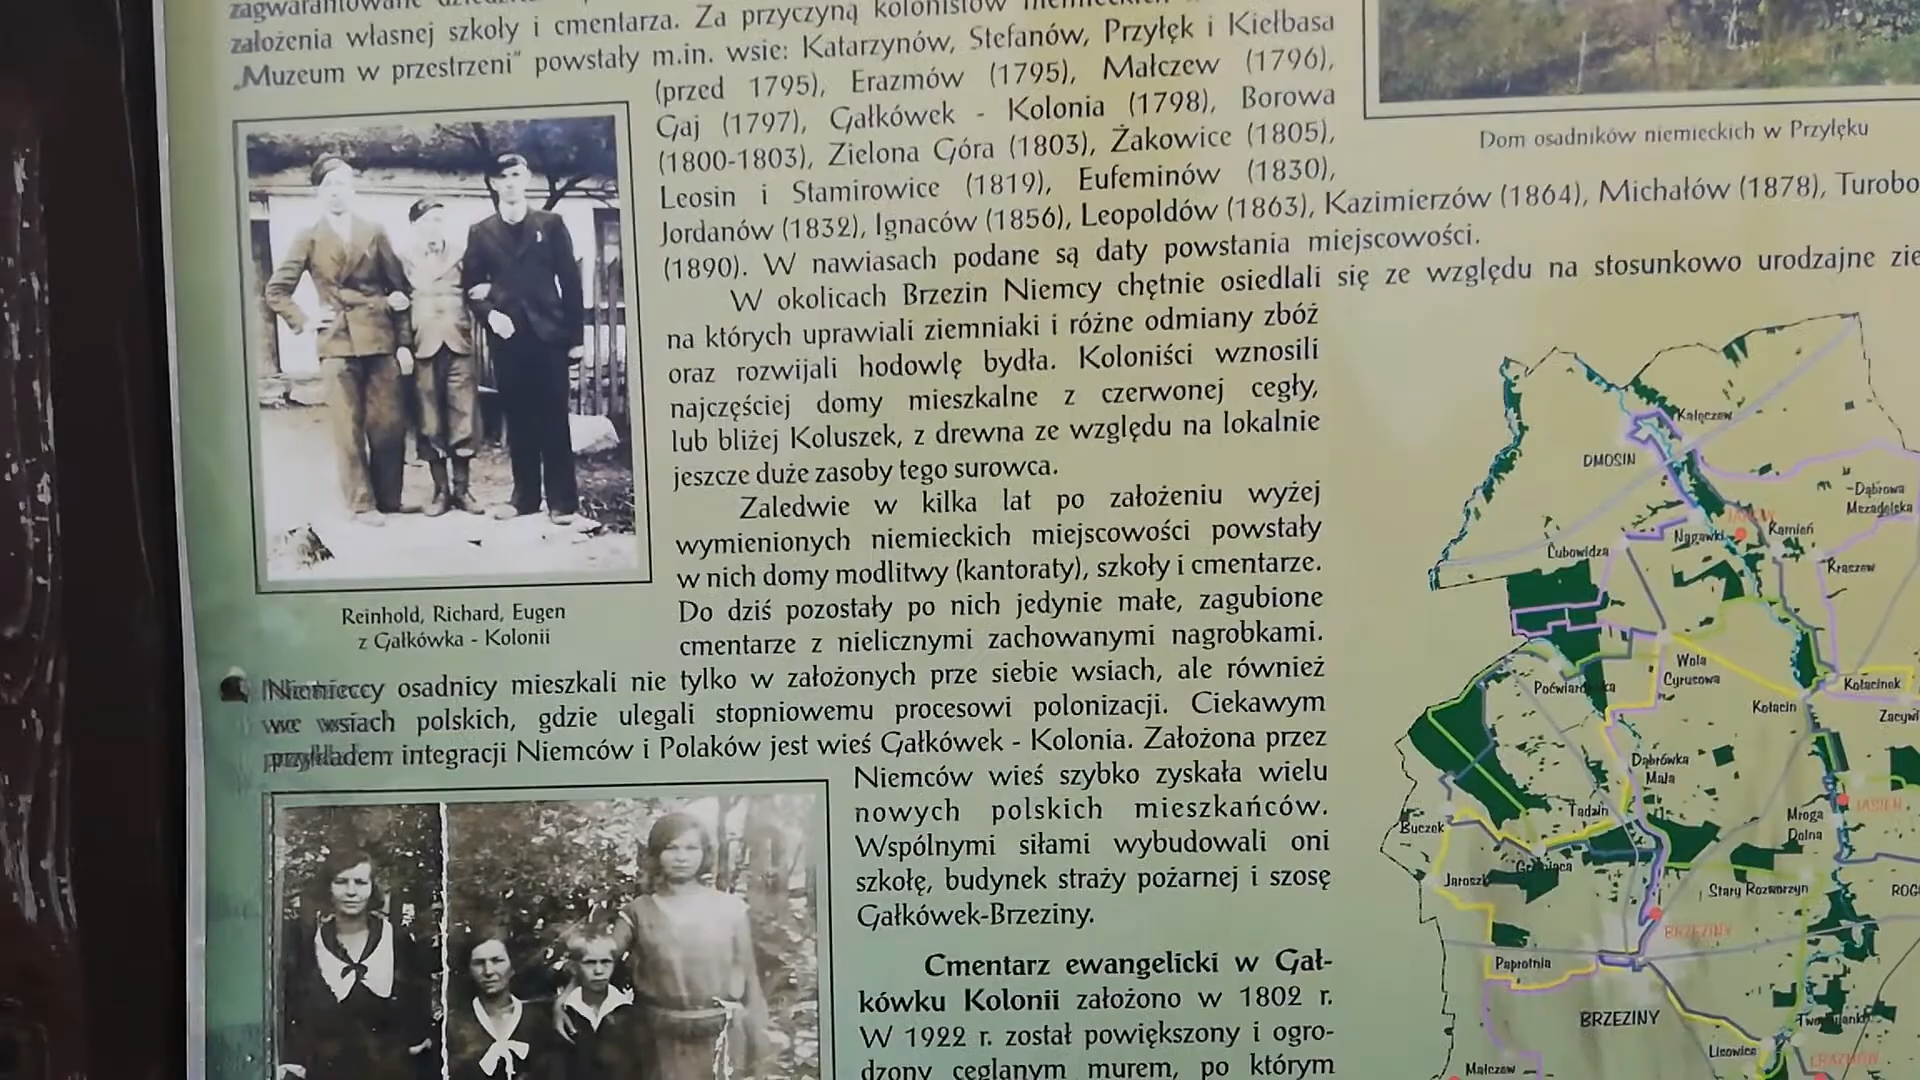 założenia własnej szkoły i cmentarza. Za przyczyną kolonistów niemieckich
„Muzeum w przestrzeni" powstały m.in. wsie: Katarzynów, Stefanów, Przyłęk i Kiełbasa
(przed 1795), Erazmów (1795), Małczew (1796),
Gaj (1797), Gałkówek - Kolonia (1798), Borowa
(1800-1803), Zielona Góra (1803), Żakowice (1805),
Leosin i Stamirowice (1819), Eufeminów (1830),
Jordanów (1832), Ignaców (1856), Leopoldów (1863), Kazimierzów (1864), Michałów (1878), Turobo
(1890). W nawiasach podane są daty powstania miejscowości.
W okolicach Brzezin Niemcy chętnie osiedlali się ze względu na stosunkowo urodzajne zie
na których uprawiali ziemniaki i różne odmiany zbóż
oraz rozwijali hodowlę bydła. Koloniści wznosili
najczęściej domy mieszkalne z czerwonej cegły,
lub bliżej Koluszek, z drewna ze względu na lokalnie
jeszcze duże zasoby tego surowca.
Zaledwie w kilka lat po założeniu wyżej
wymienionych niemieckich miejscowości powstały
w nich domy modlitwy (kantoraty), szkoły i cmentarze.
Do dziś pozostały po nich jedynie małe, zagubione
cmentarze z nielicznymi zachowanymi nagrobkami.
Niemieccy osadnicy mieszkali nie tylko w założonych prze siebie wsiach, ale również
we wsiach polskich, gdzie ulegali stopniowemu procesowi polonizacji. Ciekawym
przykładem integracji Niemców i Polaków jest wieś Gałkówek - Kolonia. Założona przez
Niemców wieś szybko zyskała wielu
nowych polskich mieszkańców.
Wspólnymi siłami wybudowali oni
szkołę, budynek straży pożarnej i szosę
Gałkówek-Brzeziny.
Cmentarz ewangelicki w Gał-
kówku Kolonii założono w 1802 r.
W 1922 r. został powiększony i ogro-
dzony ceglanym murem, po którym
Reinhold, Richard, Eugen
z Gałkówka - Kolonii
Dom osadników niemieckich w Przyłęku
Kałęczew
DMOSIN
Dąbrowa
Mszadelska
Nagawki
Kamień
Lubowidza
Kraszew
Wola
Cyrusowa
Kołacinek
Kołacin
Dąbrówka
Mała
Tadzin
Mroga
Dolna
Buczek
Stary Rozworzyn
BRZEZINY
Paprotnia
BRZEZINY
Lisowice
Małczew